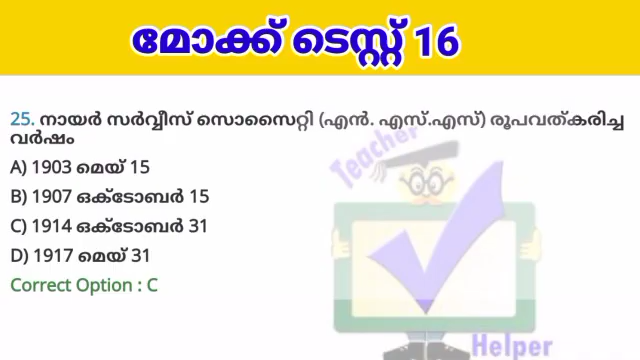 മോക്ക് ടെസ്റ്റ് 16
25. നായർ സർവ്വീസ് സൊസൈറ്റി (എൻ. എസ്.എസ്) രൂപവത്കരിച്ച
വർഷം
A) 1903 മെയ് 15
B) 1907 ഒക്ടോബർ 15
C) 1914 ഒക്ടോബർ 31
D) 1917 മെയ് 31
Correct Option : C
Teacher
Helper